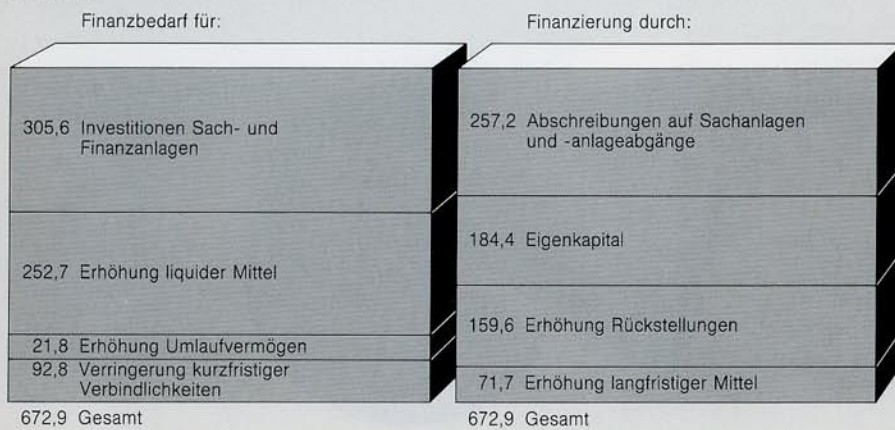 Finanzbedarf für:
305,6 Investitionen Sach- und
Finanzanlagen
252,7 Erhöhung liquider Mittel
21,8 Erhöhung Umlaufvermögen
92,8 Verringerung kurzfristiger
Verbindlichkeiten
672,9 Gesamt
Finanzierung durch:
257,2 Abschreibungen auf Sachanlagen
und -anlageabgänge
184,4 Eigenkapital
159,6 Erhöhung Rückstellungen
71,7 Erhöhung langfristiger Mittel
672,9 Gesamt